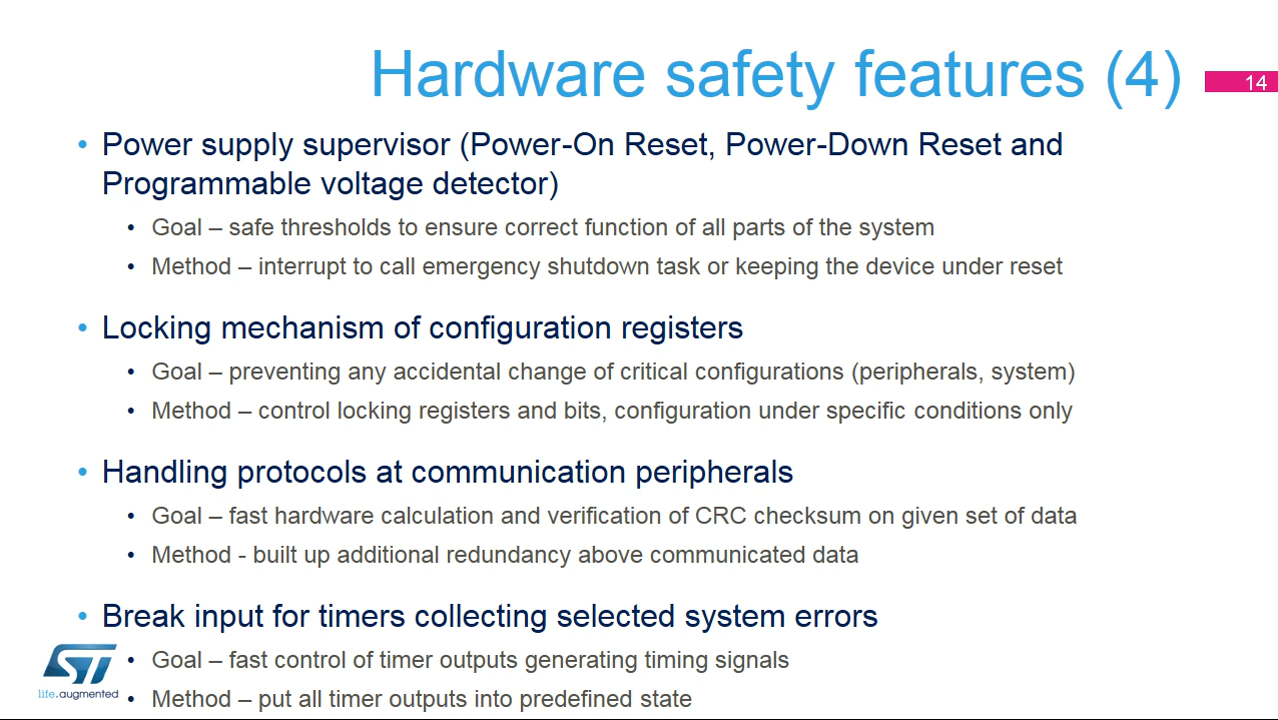 Hardware safety features (4)
14
• Power supply supervisor (Power-On Reset, Power-Down Reset and
Programmable voltage detector)
• Goal – safe thresholds to ensure correct function of all parts of the system
• Method – interrupt to call emergency shutdown task or keeping the device under reset
• Locking mechanism of configuration registers
• Goal – preventing any accidental change of critical configurations (peripherals, system)
• Method – control locking registers and bits, configuration under specific conditions only
• Handling protocols at communication peripherals
• Goal – fast hardware calculation and verification of CRC checksum on given set of data
• Method - built up additional redundancy above communicated data
• Break input for timers collecting selected system errors
• Goal – fast control of timer outputs generating timing signals
• Method – put all timer outputs into predefined state
ST
life.augmented